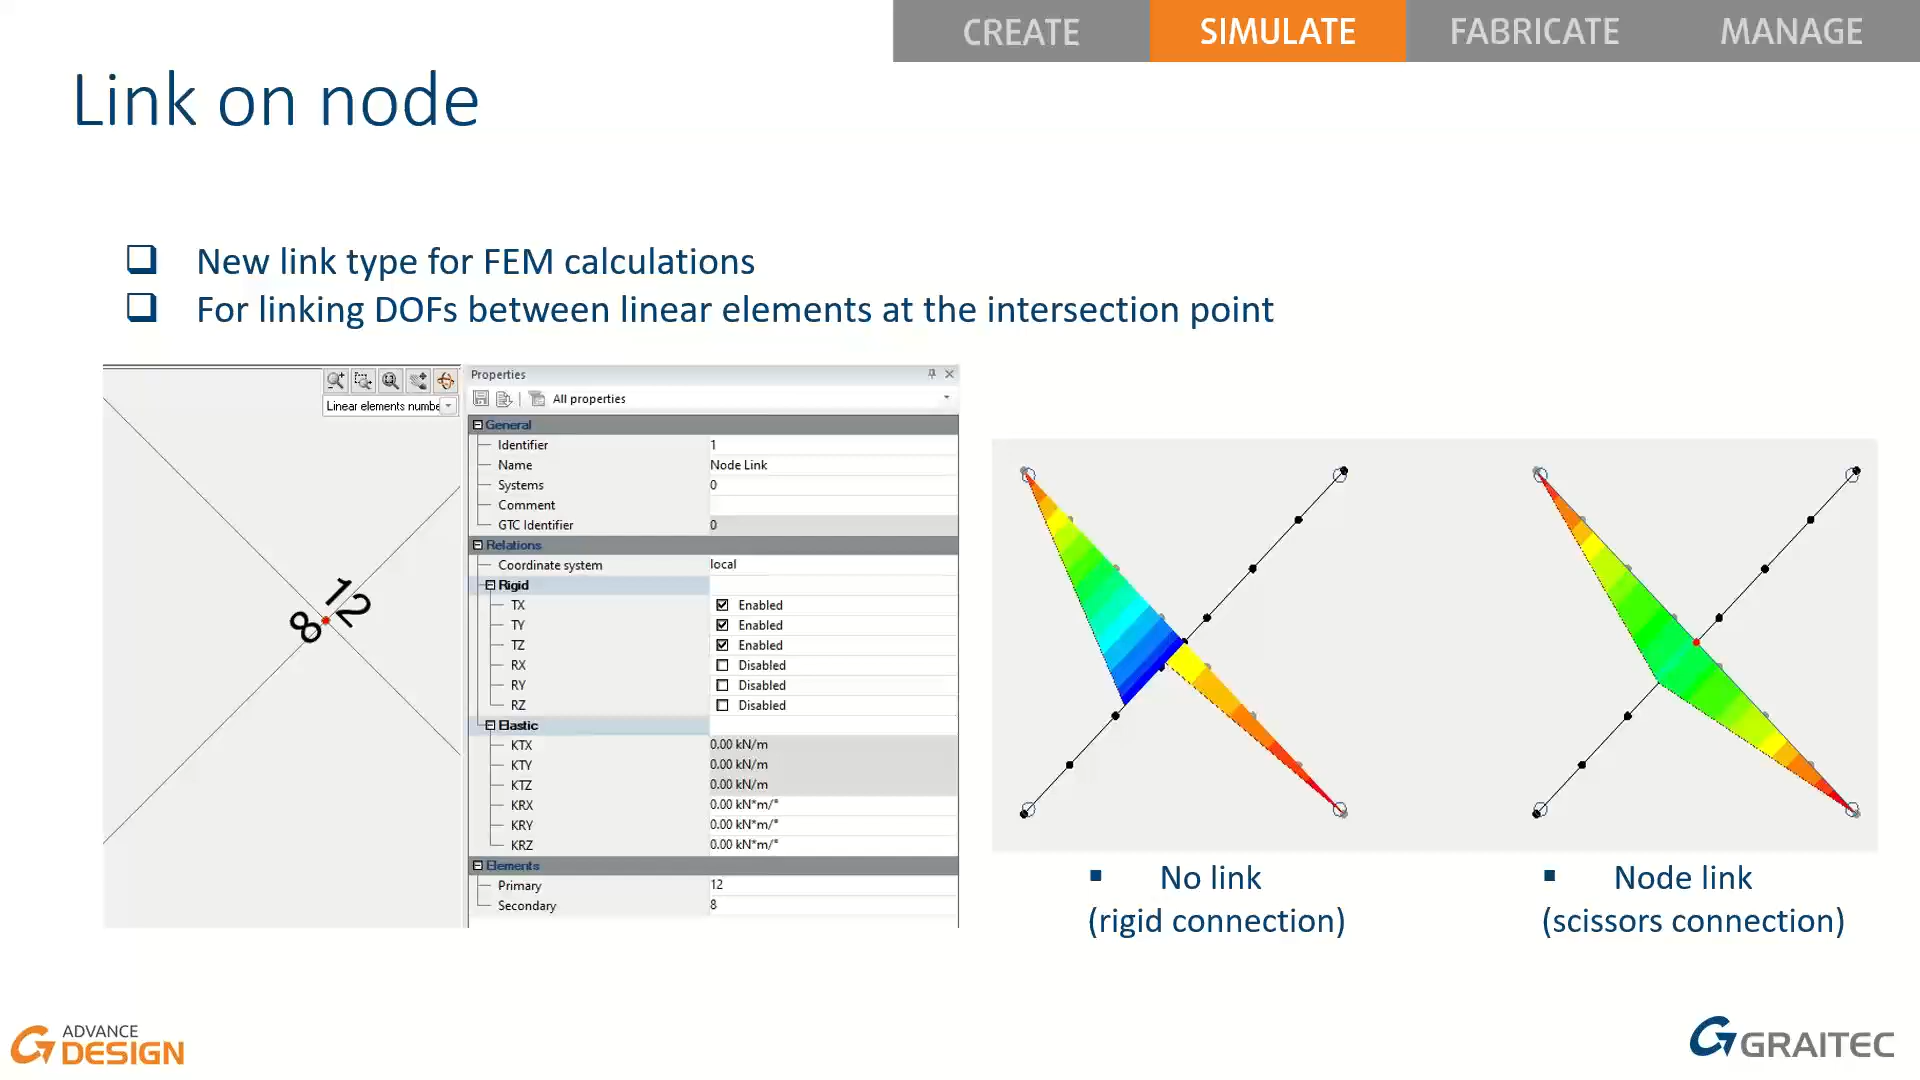 CREATE SIMULATE FABRICATE MANAGE
Link on node
New link type for FEM calculations
For linking DOFs between linear elements at the intersection point
Linear elements numbe
12
8
Properties
All properties
General
Identifier 1
Name Node Link
Systems 0
Comment
GTC Identifier 0
Relations
Coordinate system local
Rigid
TX Enabled
TY Enabled
TZ Enabled
RX Disabled
RY Disabled
RZ Disabled
Elastic
KTX 0.00 kN/m
KTY 0.00 kN/m
KTZ 0.00 kN/m
KRX 0.00 kN*m/°
KRY 0.00 kN*m/°
KRZ 0.00 kN*m/°
Elements
Primary 12
Secondary 8
No link
(rigid connection)
Node link
(scissors connection)
ADVANCE
DESIGN
GRAITEC